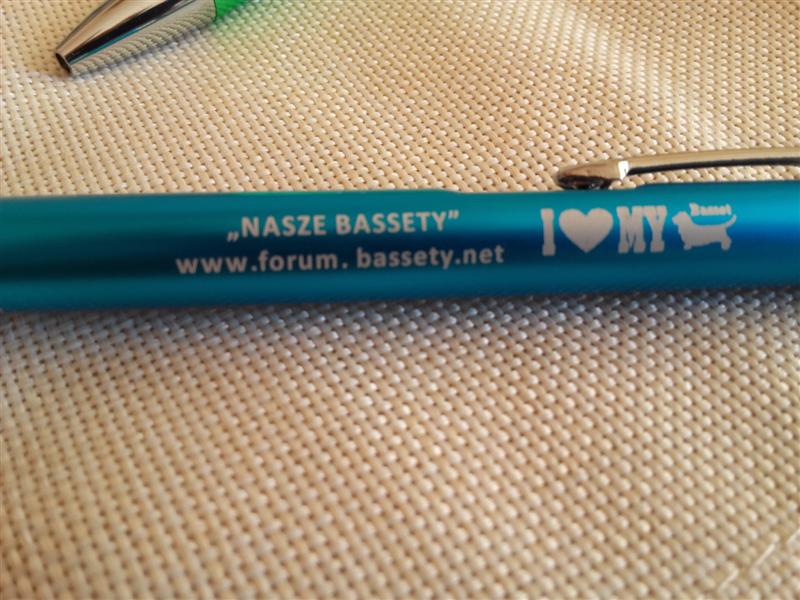 „NASZE BASSETY”
www.forum. bassety.net
I ♥ MY Basset